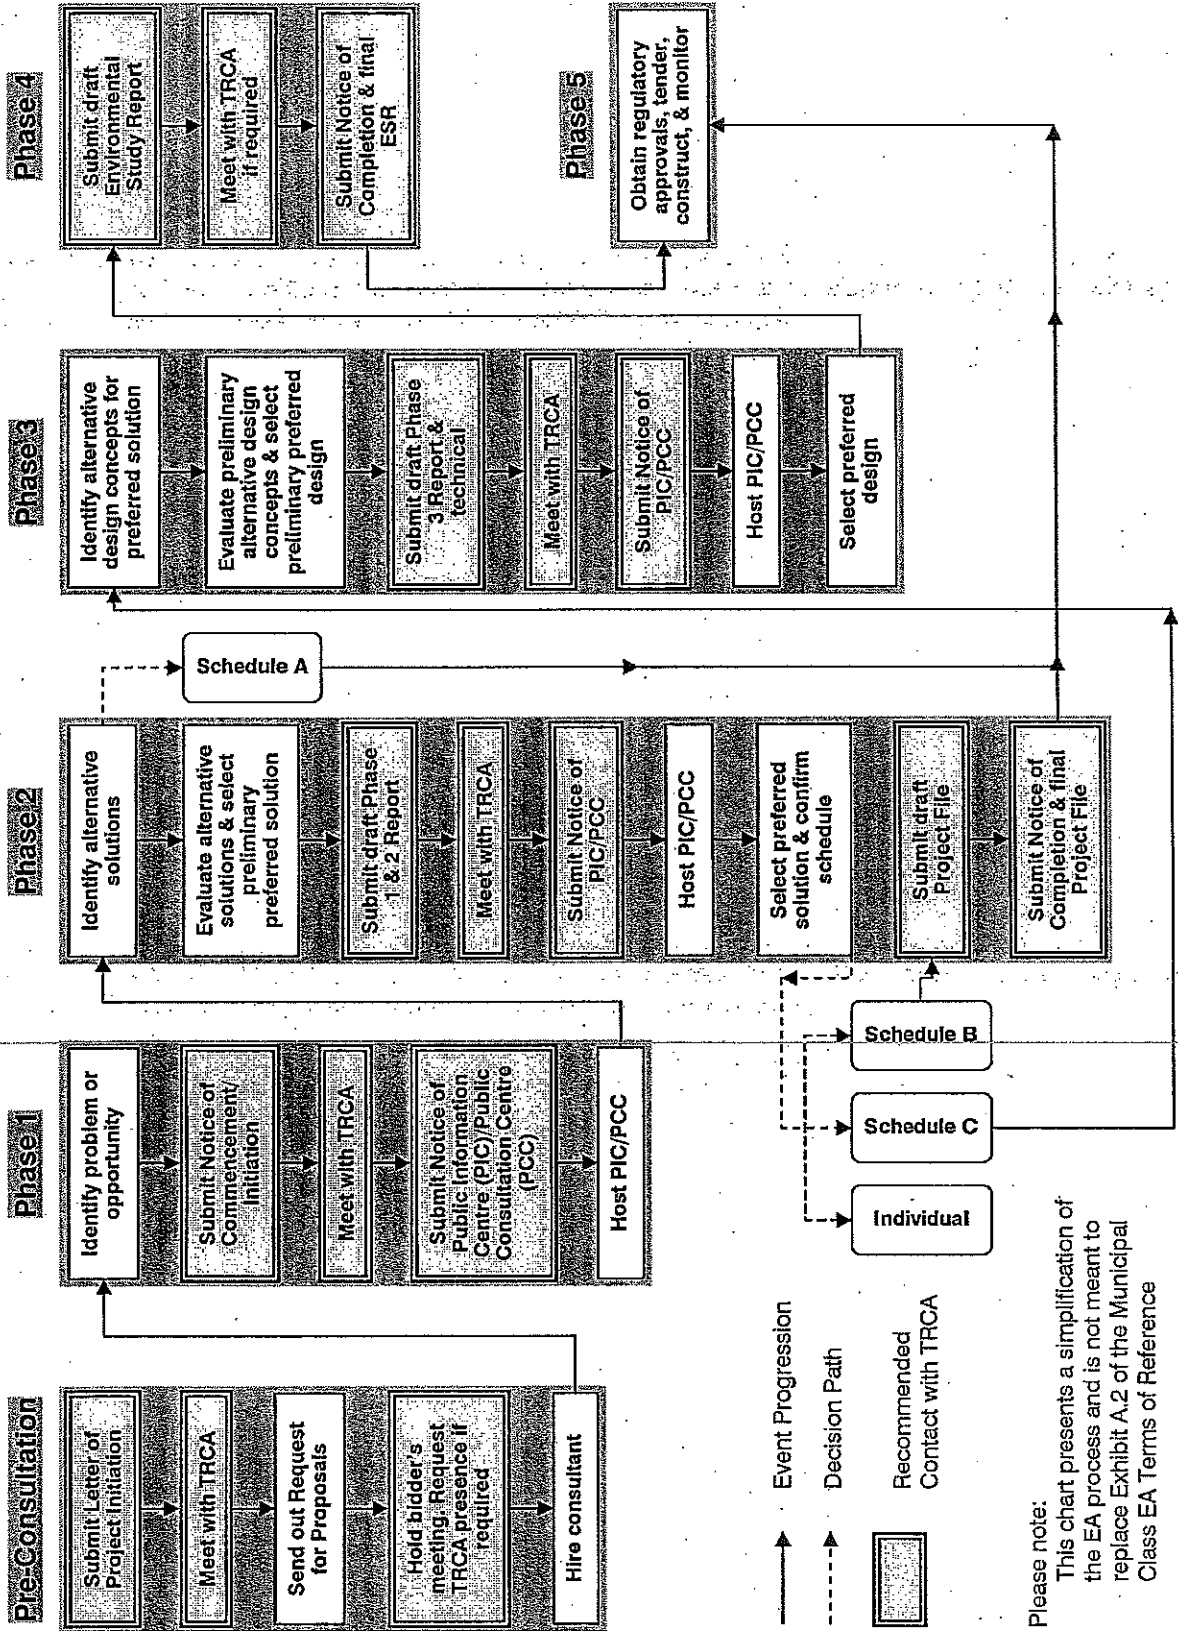 Pre-Consultation
Submit Letter of
Project Initiation
Meet with TRCA
Send out Request
for Proposals
Hold bidder's
meeting. Request
TRCA presence if
required
Hire consultant
Phase 1
Identify problem or
opportunity
Submit Notice of
Commencement/
Initiation
Meet with TRCA
Submit Notice of
Public Information
Centre (PIC)/Public
Consultation Centre
(PCC)
Host PIC/PCC
Phase2
Identify alternative
solutions
Evaluate alternative
solutions & select
preliminary
preferred solution
Submit draft Phase
1 & 2 Report
Meet with TRCA
Submit Notice of
PIC/PCC
Host PIC/PCC
Select preferred
solution & confirm
schedule
Submit draft
Project File
Submit Notice of
Completion & final
Project File
Schedule A
Schedule B
Schedule C
Individual
Phase3
Identify alternative
design concepts for
preferred solution
Evaluate preliminary
alternative design
concepts & select
preliminary preferred
design
Submit draft Phase
3 Report &
technical
Meet with TRCA
Submit Notice of
PIC/PCC
Host PIC/PCC
Select preferred
design
Phase 4
Submit draft
Environmental
Study Report
Meet with TRCA
if required
Submit Notice of
Completion & final
ESR
Phase 5
Obtain regulatory
approvals, tender,
construct, & monitor
Event Progression
Decision Path
Recommended
Contact with TRCA
Please note:
This chart presents a simplification of
the EA process and is not meant to
replace Exhibit A.2 of the Municipal
Class EA Terms of Reference